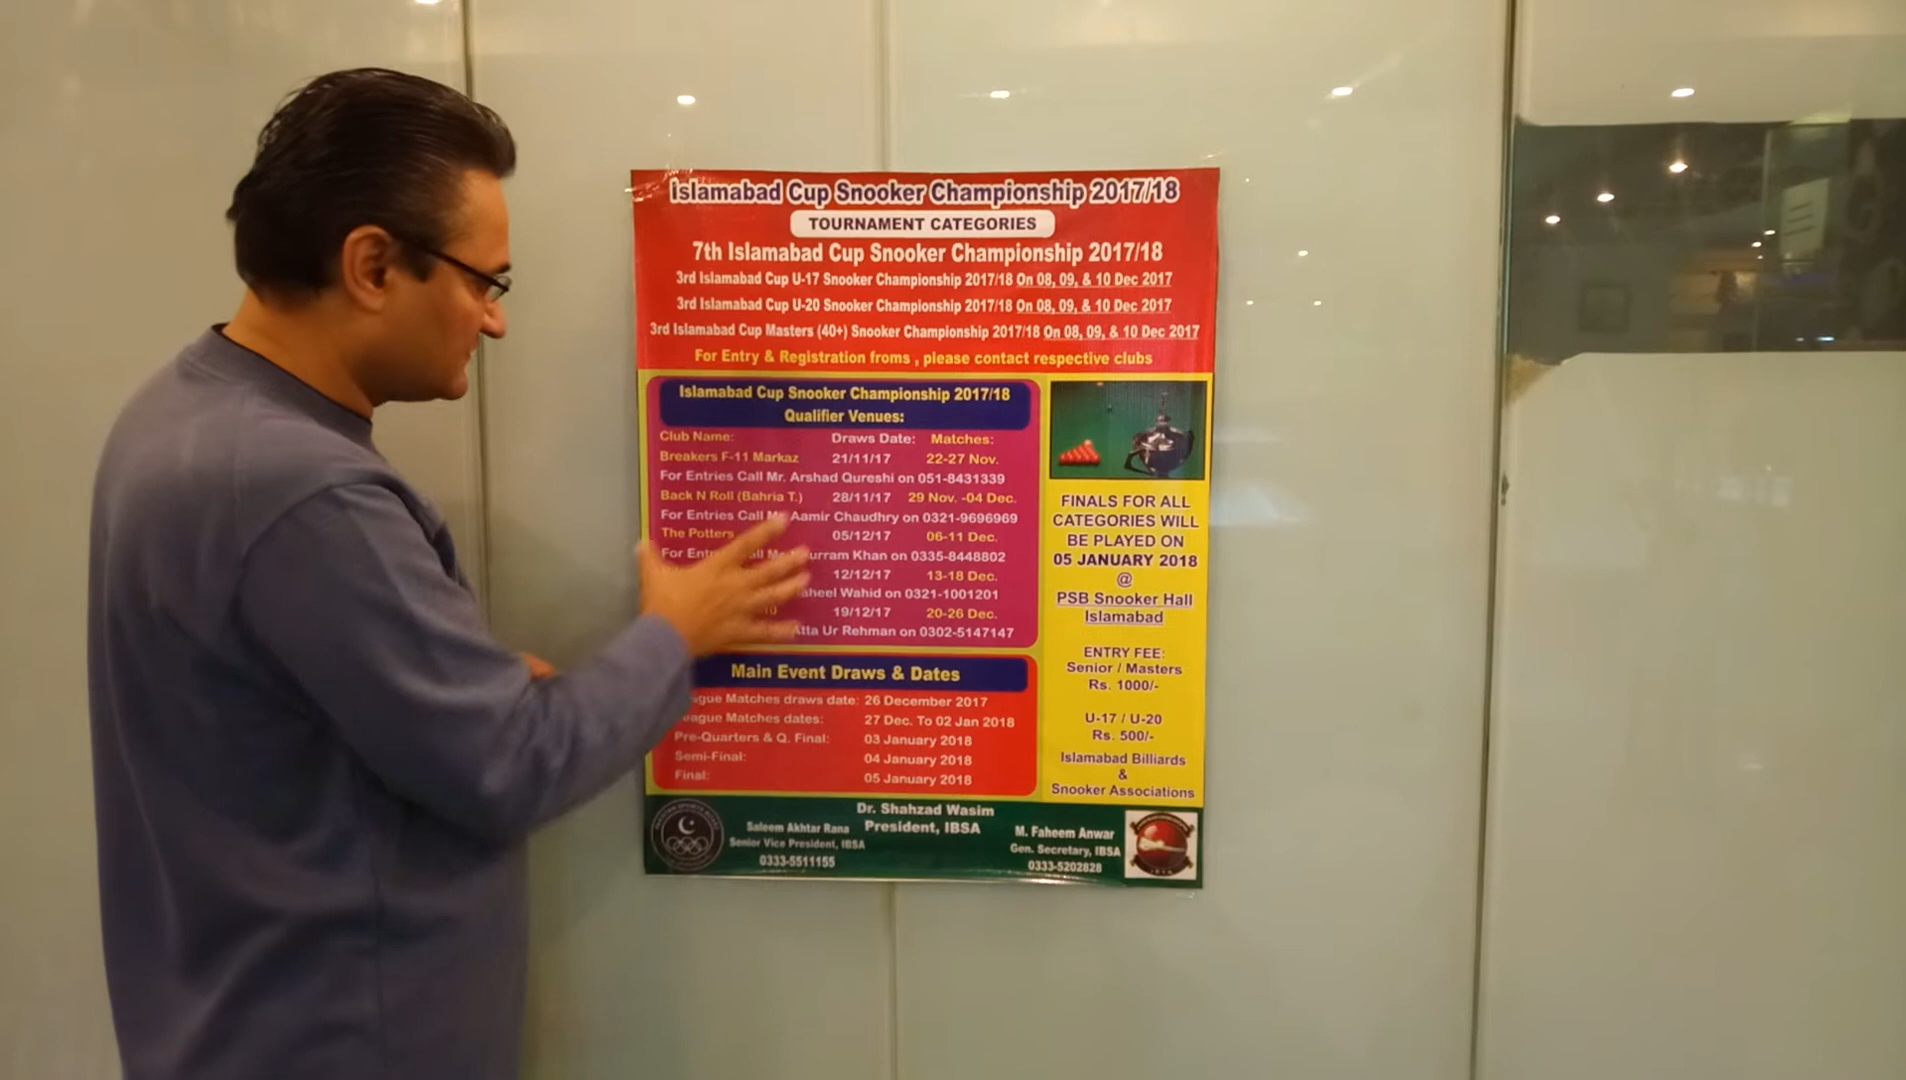 Islamabad Cup Snooker Championship 2017/18
TOURNAMENT CATEGORIES
7th Islamabad Cup Snooker Championship 2017/18
3rd Islamabad Cup U-17 Snooker Championship 2017/18 On 08, 09, & 10 Dec 2017
3rd Islamabad Cup U-20 Snooker Championship 2017/18 On 08, 09, & 10 Dec 2017
3rd Islamabad Cup Masters (40+) Snooker Championship 2017/18 On 08, 09, & 10 Dec 2017
For Entry & Registration froms , please contact respective clubs
Islamabad Cup Snooker Championship 2017/18
Qualifier Venues:
Club Name: Draws Date: Matches:
Breakers F-11 Markaz 21/11/17 22-27 Nov.
For Entries Call Mr. Arshad Qureshi on 051-8431339
Back N Roll (Bahria T.) 28/11/17 29 Nov. -04 Dec.
For Entries Call Mr. Aamir Chaudhry on 0321-9696969
The Potters 05/12/17 06-11 Dec.
For Khan on 0335-8448802
12/12/17 13-18 Dec.
Wahid on 0321-1001201
19/12/17 20-26 Dec.
Atta Ur Rehman on 0302-5147147
Main Event Draws & Dates
Matches draws date: 26 December 2017
Matches dates: 27 Dec. To 02 Jan 2018
Pre-Quarters & Q. Final: 03 January 2018
Semi-Final: 04 January 2018
Final: 05 January 2018
FINALS FOR ALL
CATEGORIES WILL
BE PLAYED ON
05 JANUARY 2018
@
PSB Snooker Hall
Islamabad
ENTRY FEE:
Senior / Masters
Rs. 1000/-
U-17 / U-20
Rs. 500/-
Islamabad Billiards
&
Snooker Associations
Dr. Shahzad Wasim
President, IBSA
Saleem Akhtar Rana
Senior Vice President, IBSA
0333-5511155
M. Faheem Anwar
Gen. Secretary, IBSA
0333-5202828